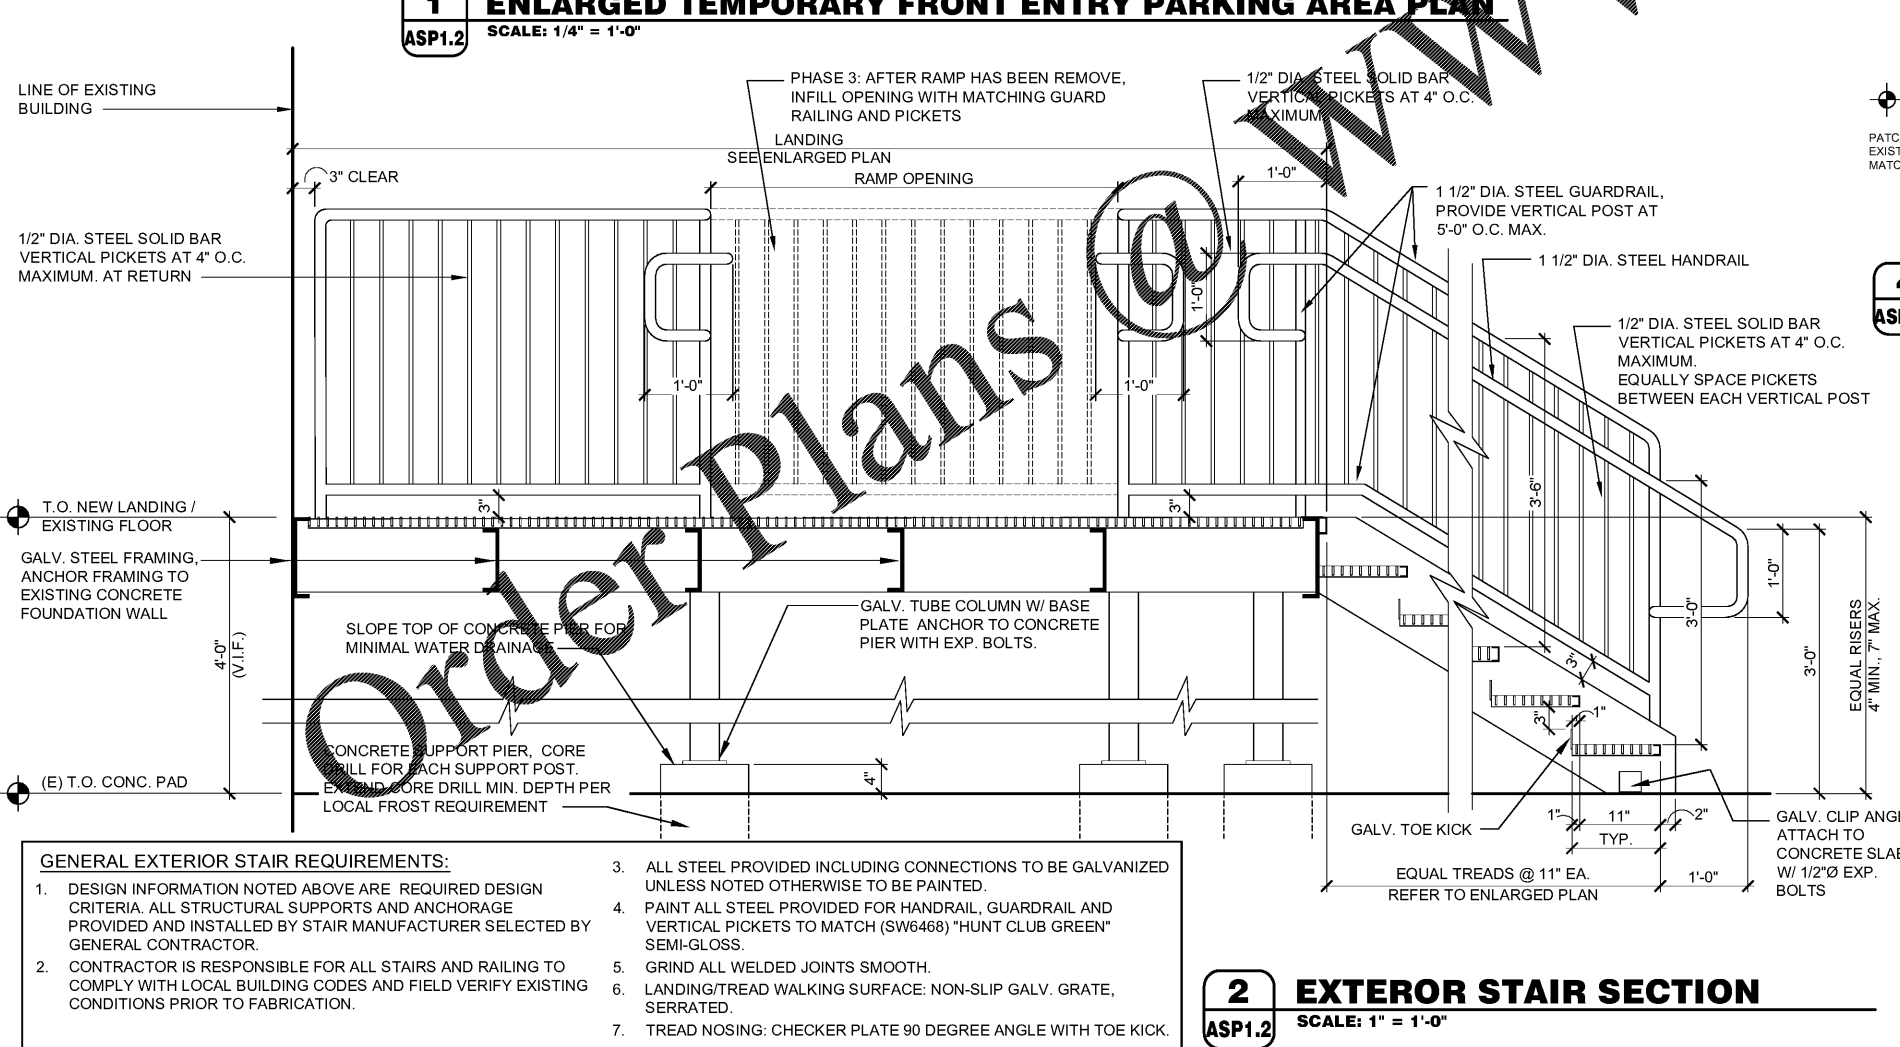 1
ENLARGED TEMPORARY FRONT ENTRY PARKING AREA PLAN
ASP1.2
SCALE: 1/4" = 1'-0"
LINE OF EXISTING
BUILDING
PHASE 3: AFTER RAMP HAS BEEN REMOVE,
INFILL OPENING WITH MATCHING GUARD
RAILING AND PICKETS
1/2" DIA. STEEL SOLID BAR
VERTICAL PICKETS AT 4" O.C.
MAXIMUM
LANDING
SEE ENLARGED PLAN
RAMP OPENING
3" CLEAR
1'-0"
1 1/2" DIA. STEEL GUARDRAIL,
PROVIDE VERTICAL POST AT
5'-0" O.C. MAX.
1/2" DIA. STEEL SOLID BAR
VERTICAL PICKETS AT 4" O.C.
MAXIMUM. AT RETURN
1 1/2" DIA. STEEL HANDRAIL
1'-0"
1/2" DIA. STEEL SOLID BAR
VERTICAL PICKETS AT 4" O.C.
MAXIMUM.
EQUALLY SPACE PICKETS
BETWEEN EACH VERTICAL POST
1'-0"
1'-0"
PATC
EXIST
MATC
Order Plans @ www
T.O. NEW LANDING /
EXISTING FLOOR
3"
3"
3'-6"
GALV. STEEL FRAMING,
ANCHOR FRAMING TO
EXISTING CONCRETE
FOUNDATION WALL
4'-0"
(V.I.F.)
SLOPE TOP OF CONCRETE PIER FOR
MINIMAL WATER DRAINAGE
GALV. TUBE COLUMN W/ BASE
PLATE ANCHOR TO CONCRETE
PIER WITH EXP. BOLTS.
1'-0"
3'-0"
3'-0"
EQUAL RISERS
4" MIN., 7" MAX.
3"
3"
1"
CONCRETE SUPPORT PIER, CORE
DRILL FOR EACH SUPPORT POST.
EXTEND CORE DRILL MIN. DEPTH PER
LOCAL FROST REQUIREMENT
4"
(E) T.O. CONC. PAD
GALV. TOE KICK
1"
11"
2"
TYP.
GALV. CLIP ANGL
ATTACH TO
CONCRETE SLAB
W/ 1/2"Ø EXP.
BOLTS
EQUAL TREADS @ 11" EA.
REFER TO ENLARGED PLAN
1'-0"
GENERAL EXTERIOR STAIR REQUIREMENTS:
1. DESIGN INFORMATION NOTED ABOVE ARE REQUIRED DESIGN
CRITERIA. ALL STRUCTURAL SUPPORTS AND ANCHORAGE
PROVIDED AND INSTALLED BY STAIR MANUFACTURER SELECTED BY
GENERAL CONTRACTOR.
2. CONTRACTOR IS RESPONSIBLE FOR ALL STAIRS AND RAILING TO
COMPLY WITH LOCAL BUILDING CODES AND FIELD VERIFY EXISTING
CONDITIONS PRIOR TO FABRICATION.
3. ALL STEEL PROVIDED INCLUDING CONNECTIONS TO BE GALVANIZED
UNLESS NOTED OTHERWISE TO BE PAINTED.
4. PAINT ALL STEEL PROVIDED FOR HANDRAIL, GUARDRAIL AND
VERTICAL PICKETS TO MATCH (SW6468) "HUNT CLUB GREEN"
SEMI-GLOSS.
5. GRIND ALL WELDED JOINTS SMOOTH.
6. LANDING/TREAD WALKING SURFACE: NON-SLIP GALV. GRATE,
SERRATED.
7. TREAD NOSING: CHECKER PLATE 90 DEGREE ANGLE WITH TOE KICK.
2
ASP1.2
EXTEROR STAIR SECTION
SCALE: 1" = 1'-0"